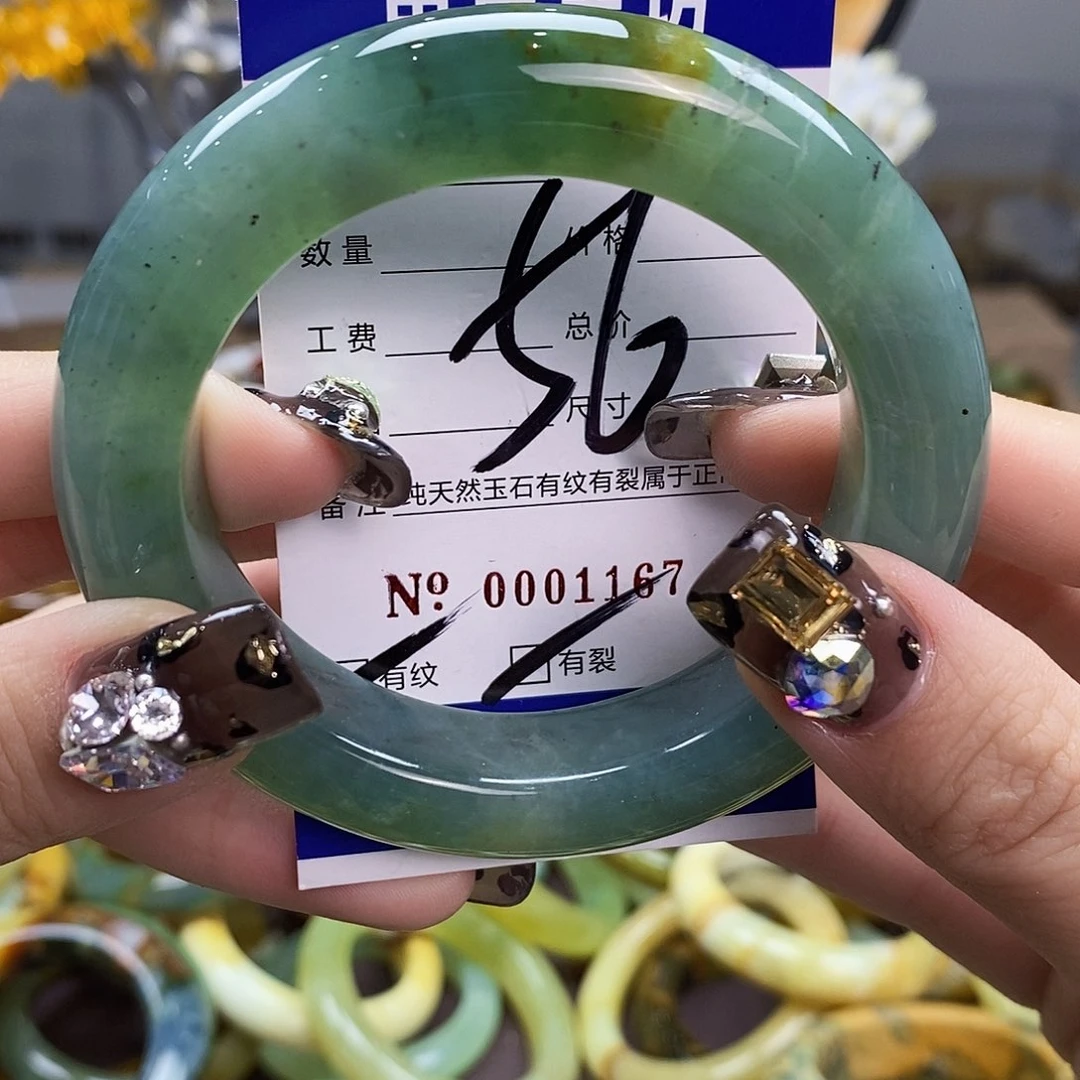 数量 价格
56
工费 总价
尺寸
备注 纯天然玉石有纹有裂属于正
Nº 0001167
有纹 有裂